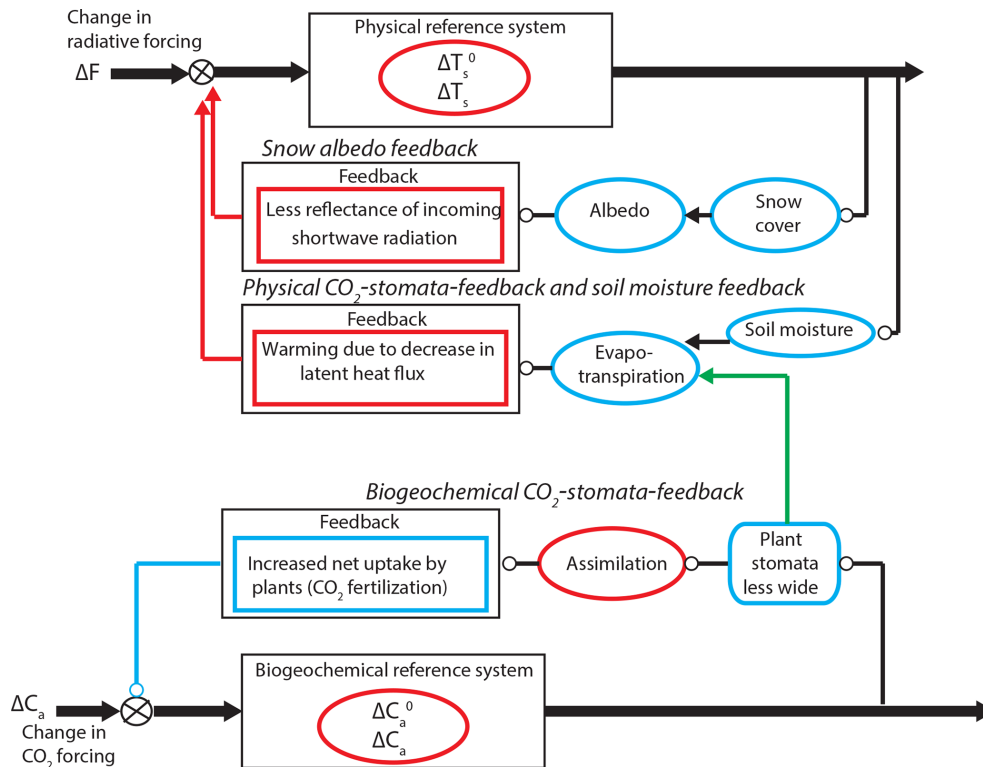 Change in
radiative forcing
ΔF
Physical reference system
ΔTₛ⁰
ΔTₛ
Snow albedo feedback
Feedback
Less reflectance of incoming
shortwave radiation
Albedo
Snow
cover
Physical CO₂-stomata-feedback and soil moisture feedback
Feedback
Warming due to decrease in
latent heat flux
Evapo-
transpiration
Soil moisture
Biogeochemical CO₂-stomata-feedback
Feedback
Increased net uptake by
plants (CO₂ fertilization)
Assimilation
Plant
stomata
less wide
ΔCₐ
Change in
CO₂ forcing
Biogeochemical reference system
ΔCₐ⁰
ΔCₐ